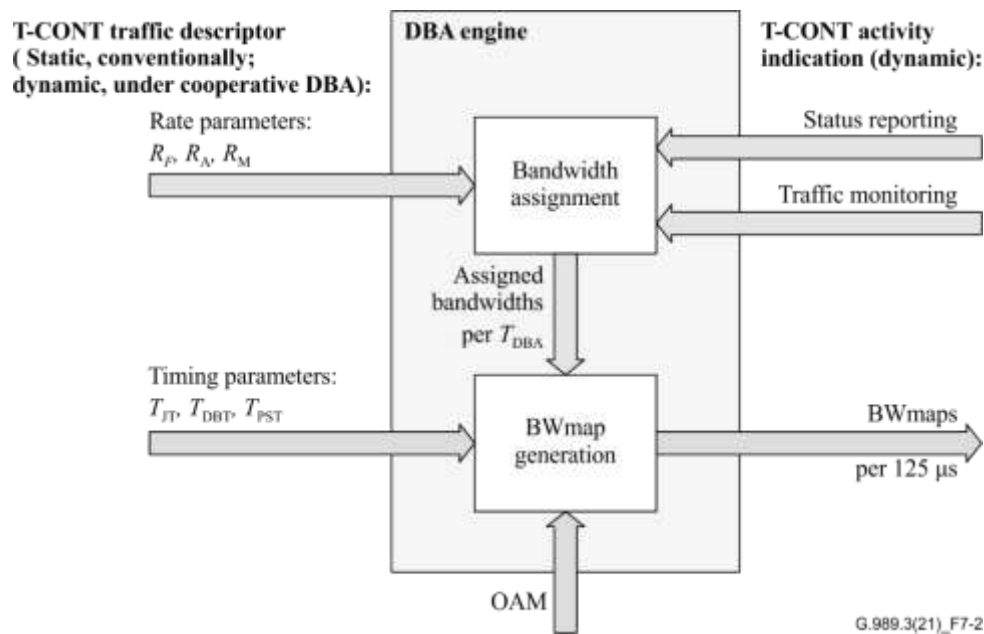 T-CONT traffic descriptor
( Static, conventionally;
dynamic, under cooperative DBA):
DBA engine
T-CONT activity
indication (dynamic):
Rate parameters:
R_F, R_A, R_M
Status reporting
Bandwidth
assignment
Traffic monitoring
Assigned
bandwidths
per T_DBA
Timing parameters:
T_JT, T_DBT, T_PST
BWmap
generation
BWmaps
per 125 μs
OAM
G.989.3(21)_F7-2